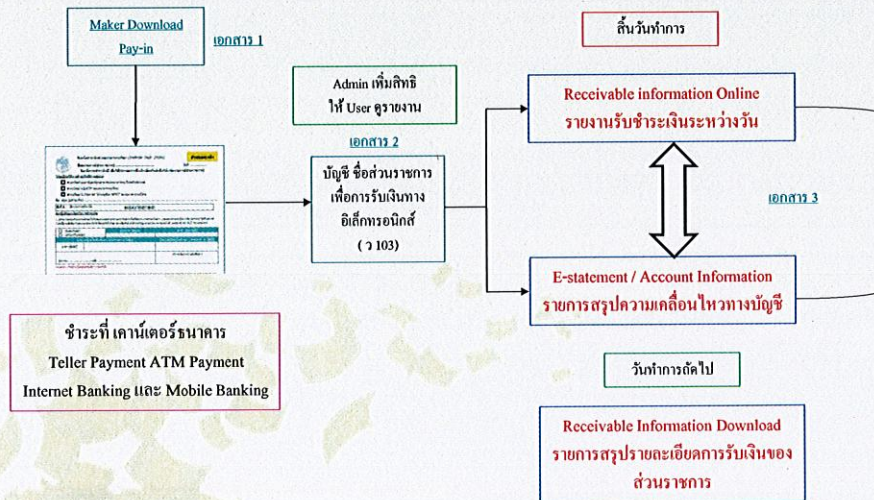 Maker Download
Pay-in
เอกสาร 1
สิ้นวันทำการ
Admin เพิ่มสิทธิ
ให้ User ดูรายงาน
เอกสาร 2
บัญชี ชื่อส่วนราชการ
เพื่อการรับเงินทาง
อิเล็กทรอนิกส์
( ว 103)
Receivable information Online
รายงานรับชำระเงินระหว่างวัน
เอกสาร 3
E-statement / Account Information
รายการสรุปความเคลื่อนไหวทางบัญชี
ชำระที่ เคาน์เตอร์ธนาคาร
Teller Payment ATM Payment
Internet Banking และ Mobile Banking
วันทำการถัดไป
Receivable Information Download
รายการสรุปรายละเอียดการรับเงินของ
ส่วนราชการ